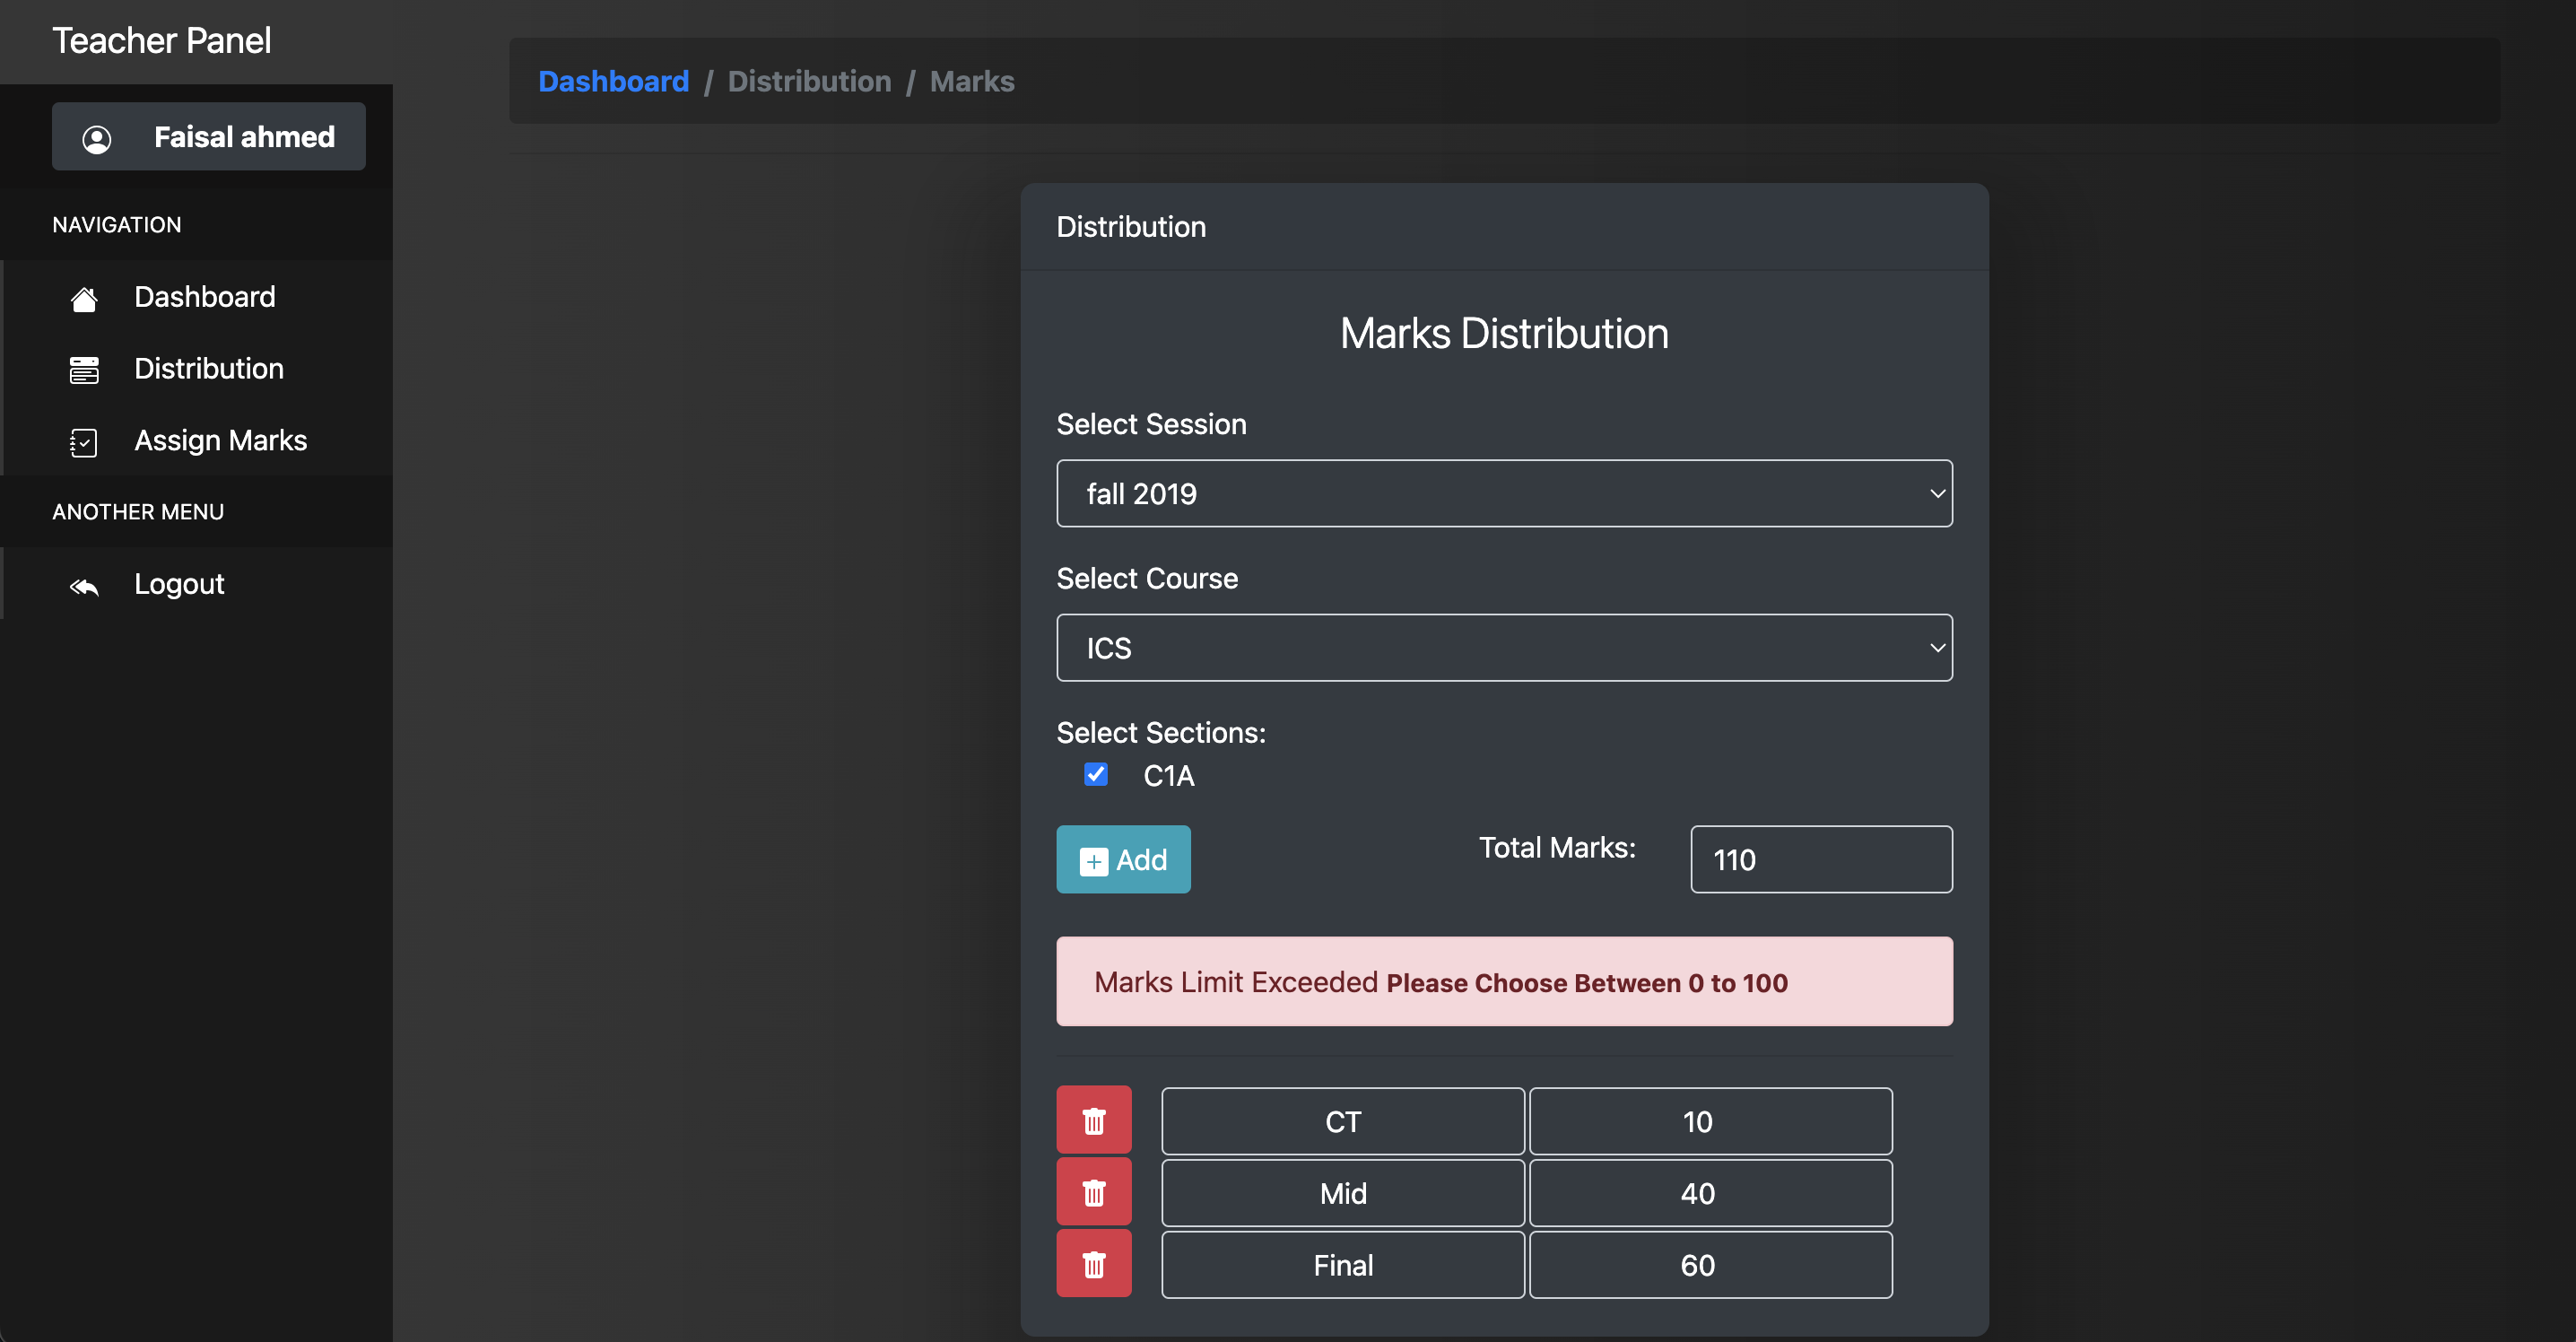 Teacher Panel
Faisal ahmed
NAVIGATION
Dashboard
Distribution
Assign Marks
ANOTHER MENU
Logout
Dashboard / Distribution / Marks
Distribution
Marks Distribution
Select Session
fall 2019
Select Course
ICS
Select Sections:
C1A
Add Total Marks: 110
Marks Limit Exceeded Please Choose Between 0 to 100
CT 10
Mid 40
Final 60